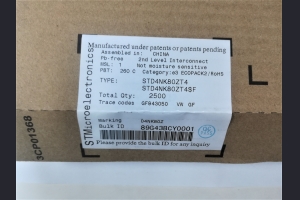 Manufactured under patents or patents pending
Assembled in: CHINA
Pb-free 2nd Level Interconnect
MSL: 1 Not moisture sensitive
PBT: 260 C Category: e3 ECOPACK2/RoHS
TYPE: STD4NK80ZT4
STD4NK80ZT4$F
Total Qty: 2500
Trace codes GF943050 VW GF
Marking D4NK80Z
Bulk ID B9G43BCY0001
Please provide the bulk ID for any inquiry
STMicroelectronics
3CP01368
L